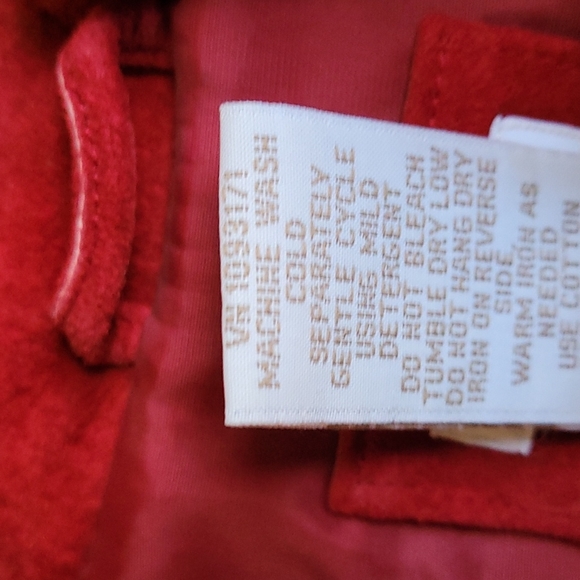 VN 1093171
MACHINE WASH
COLD
SEPARATELY
GENTLE CYCLE
USING MILD
DETERGENT
DO NOT BLEACH
TUMBLE DRY LOW
DO NOT HANG DRY
IRON ON REVERSE
SIDE.
WARM IRON AS
NEEDED
USE COTTON